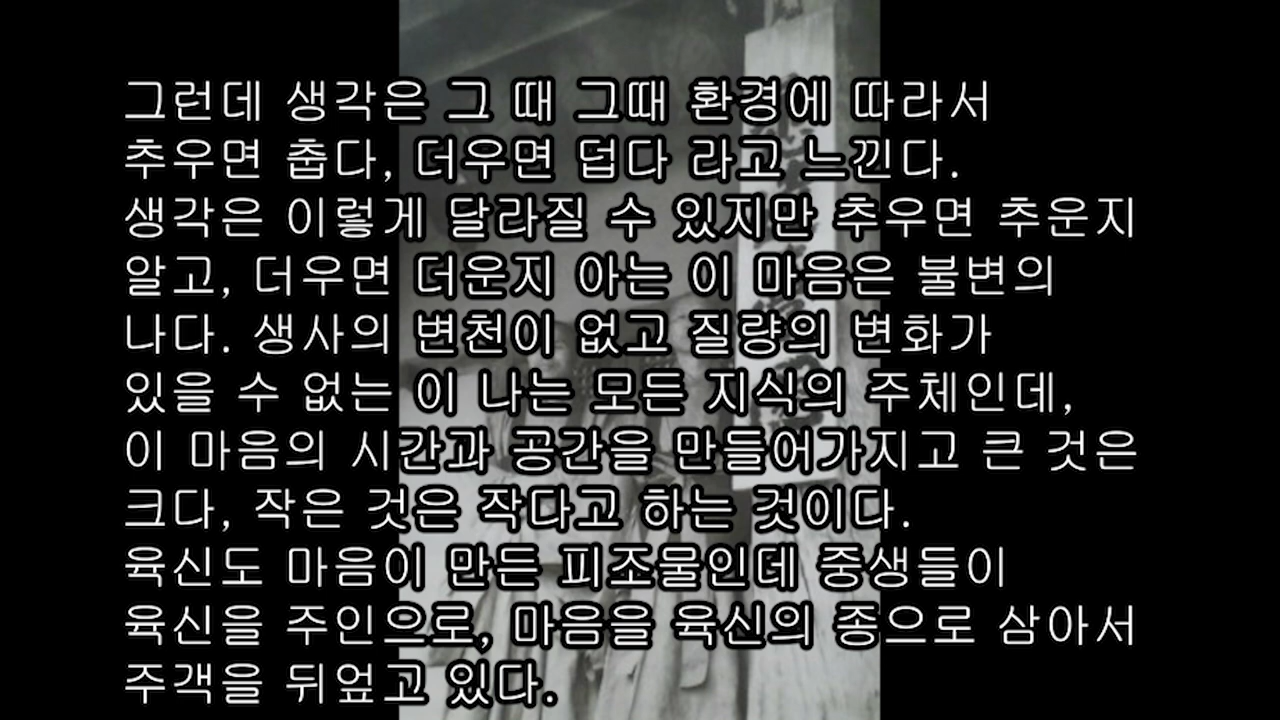 그런데 생각은 그 때 그때 환경에 따라서
추우면 춥다, 더우면 덥다 라고 느낀다.
생각은 이렇게 달라질 수 있지만 추우면 추운지
알고, 더우면 더운지 아는 이 마음은 불변의
나다. 생사의 변천이 없고 질량의 변화가
있을 수 없는 이 나는 모든 지식의 주체인데,
이 마음의 시간과 공간을 만들어가지고 큰 것은
크다, 작은 것은 작다고 하는 것이다.
육신도 마음이 만든 피조물인데 중생들이
육신을 주인으로, 마음을 육신의 종으로 삼아서
주객을 뒤엎고 있다.